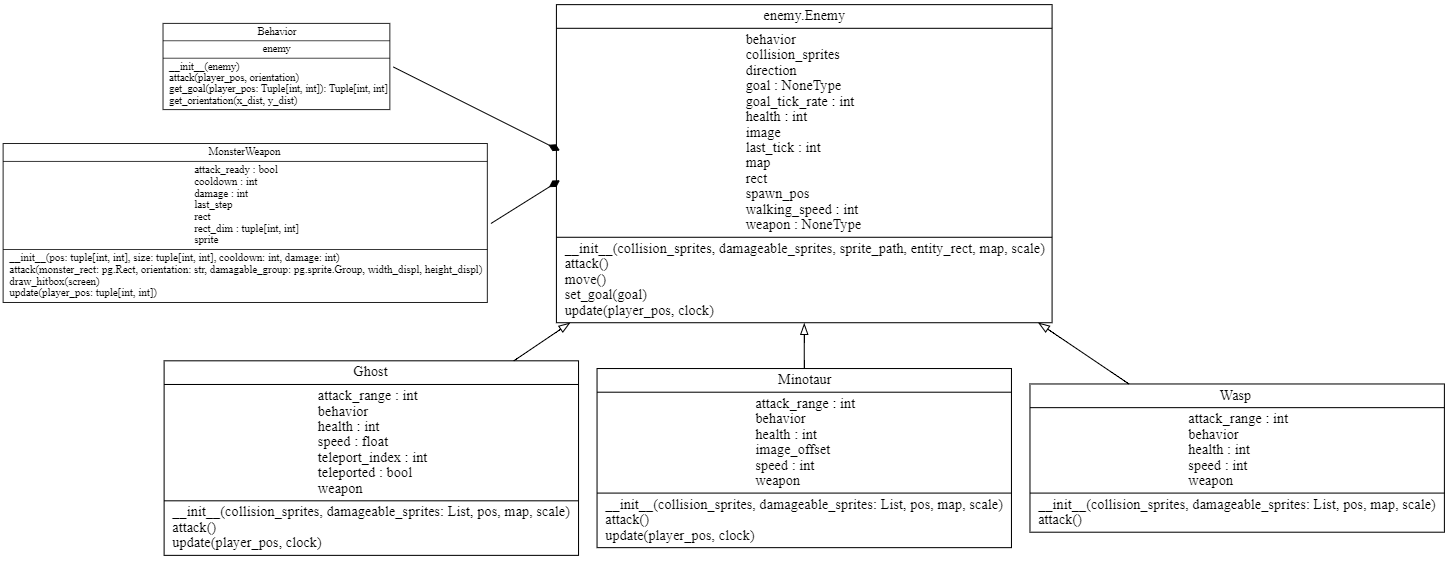 Behavior
enemy
__init__(enemy)
attack(player_pos, orientation)
get_goal(player_pos: Tuple[int, int]): Tuple[int, int]
get_orientation(x_dist, y_dist)
MonsterWeapon
attack_ready : bool
cooldown : int
damage : int
last_step
rect
rect_dim : tuple[int, int]
sprite
__init__(pos: tuple[int, int], size: tuple[int, int], cooldown: int, damage: int)
attack(monster_rect: pg.Rect, orientation: str, damagable_group: pg.sprite.Group, width_displ, height_displ)
draw_hitbox(screen)
update(player_pos: tuple[int, int])
enemy.Enemy
behavior
collision_sprites
direction
goal : NoneType
goal_tick_rate : int
health : int
image
last_tick : int
map
rect
spawn_pos
walking_speed : int
weapon : NoneType
__init__(collision_sprites, damageable_sprites, sprite_path, entity_rect, map, scale)
attack()
move()
set_goal(goal)
update(player_pos, clock)
Ghost
attack_range : int
behavior
health : int
speed : float
teleport_index : int
teleported : bool
weapon
__init__(collision_sprites, damageable_sprites: List, pos, map, scale)
attack()
update(player_pos, clock)
Minotaur
attack_range : int
behavior
health : int
image_offset
speed : int
weapon
__init__(collision_sprites, damageable_sprites: List, pos, map, scale)
attack()
update(player_pos, clock)
Wasp
attack_range : int
behavior
health : int
speed : int
weapon
__init__(collision_sprites, damageable_sprites: List, pos, map, scale)
attack()